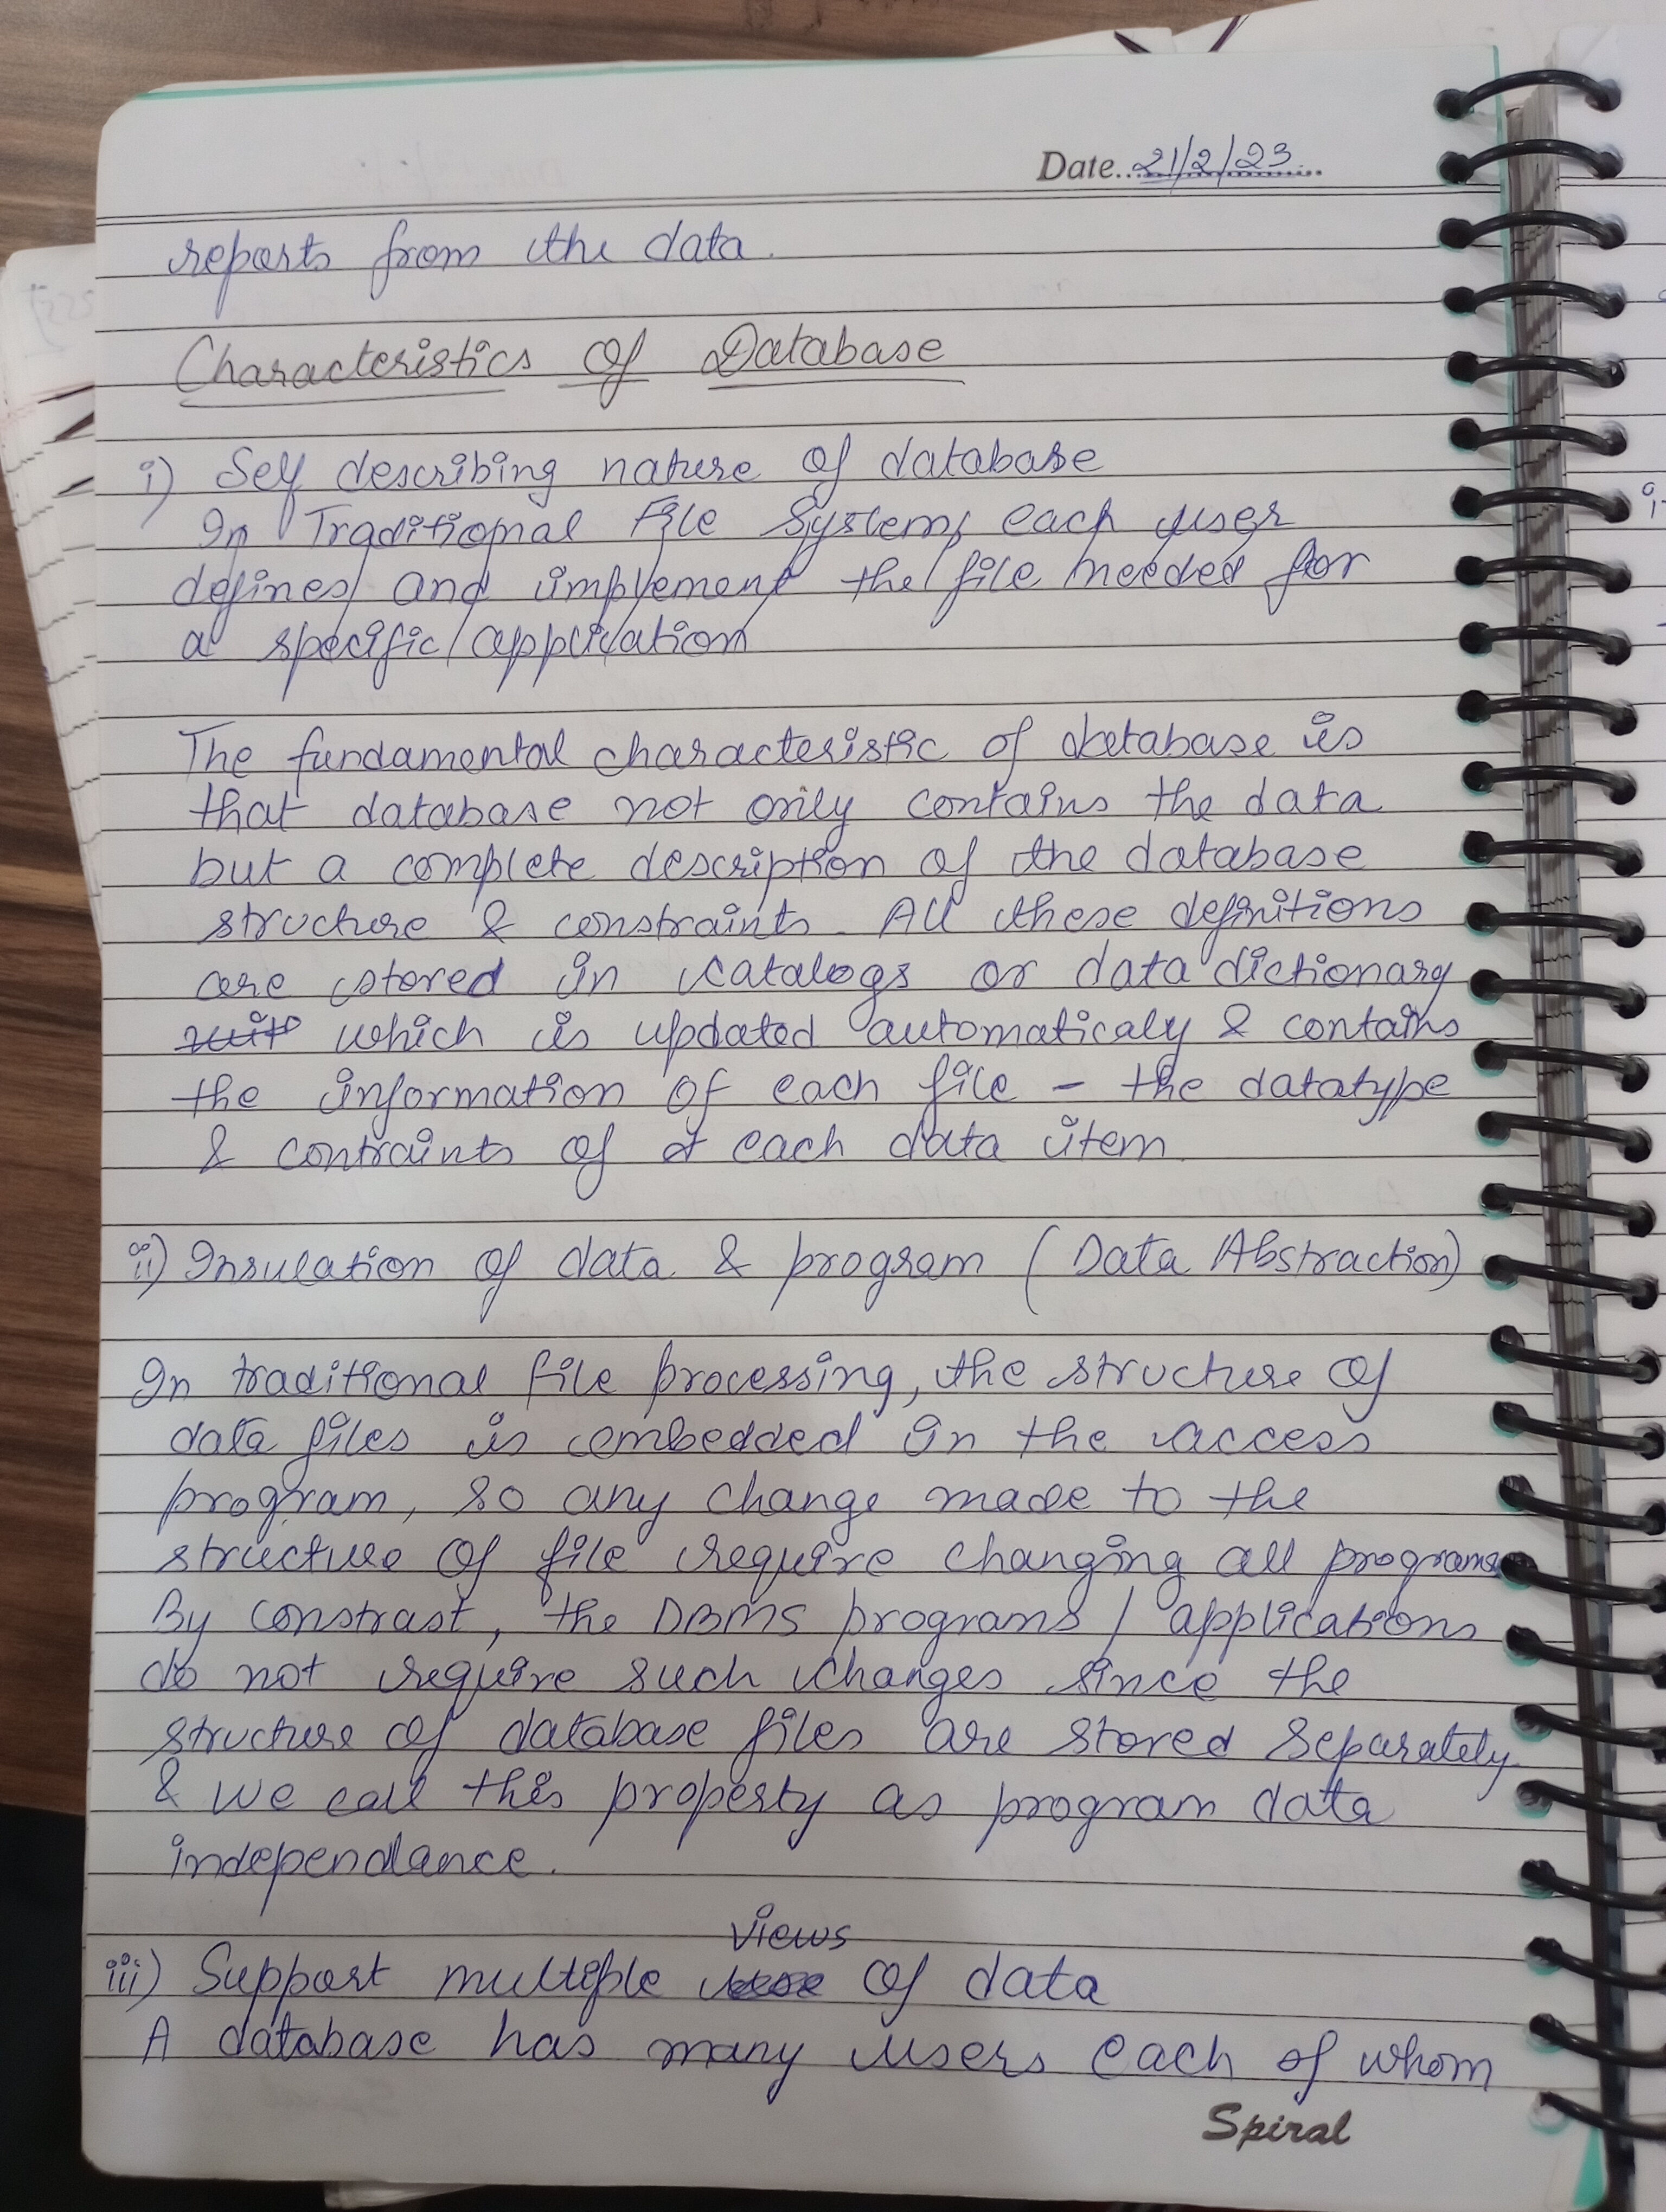 Date..21/2/23...
reports from the data.
Characteristics Of Database
i) Self describing nature of database
In Traditional File System, each user
defines and implement the file needed for
a specific application
The fundamental characteristic of database is
that database not only contains the data
but a complete description of the database
structure & constraints. All these definitions
are stored in catalogs or data dictionary
which is updated automaticaly & contains
the information of each file - the datatype
& contraints of each data item
ii) Insulation of data & program (Data Abstraction)
In traditional file processing, the structure of
data files is embedded in the access
program, so any change made to the
structure of file require changing all programs
By constrast, the DBMS programs / applications
do not require such changes since the
structure of database files are stored separately
& we call this property as program data
independance.
iii) Support multiple views of data
A database has many users each of whom
Spiral